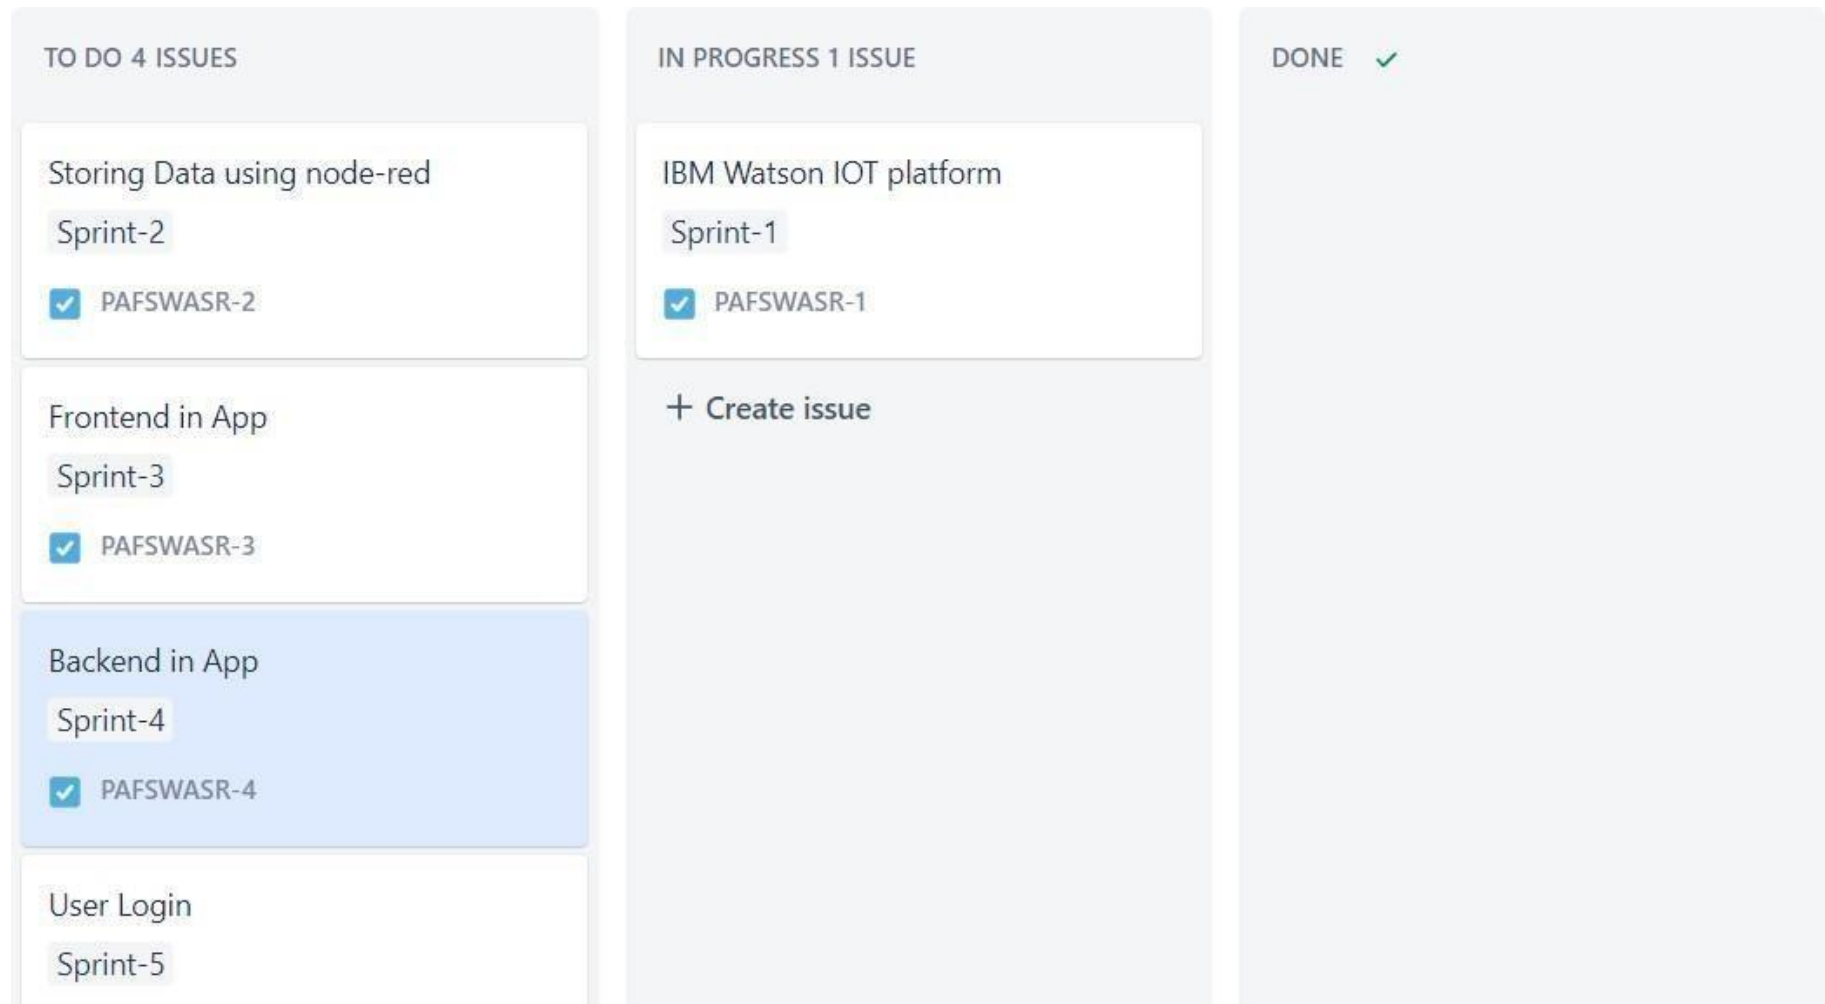 TO DO 4 ISSUES
Storing Data using node-red
Sprint-2
PAFSWASR-2
Frontend in App
Sprint-3
PAFSWASR-3
Backend in App
Sprint-4
PAFSWASR-4
User Login
Sprint-5
IN PROGRESS 1 ISSUE
IBM Watson IOT platform
Sprint-1
PAFSWASR-1
+ Create issue
DONE